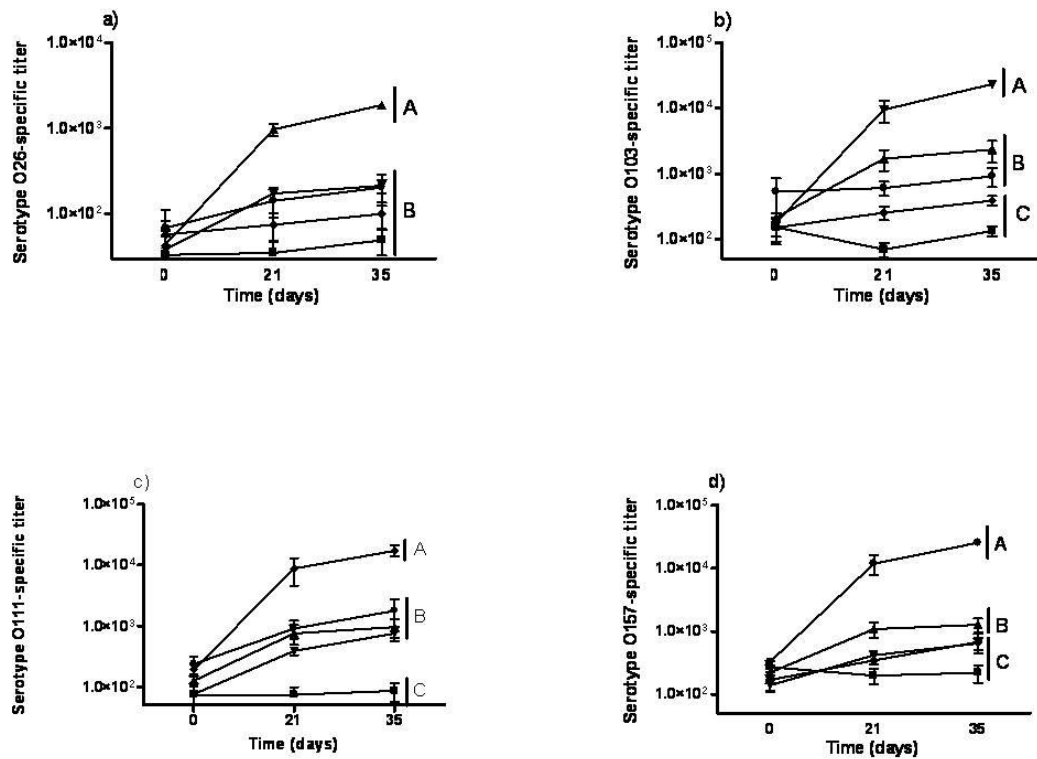 a)
Serotype O26-specific titer
1.0×10⁴
1.0×10³
1.0×10²
A
B
0 21 35
Time (days)
b)
Serotype O103-specific titer
1.0×10⁵
1.0×10⁴
1.0×10³
1.0×10²
A
B
C
0 21 35
Time (days)
c)
Serotype O111-specific titer
1.0×10⁵
1.0×10⁴
1.0×10³
1.0×10²
A
B
C
0 21 35
Time (days)
d)
Serotype O157-specific titer
1.0×10⁵
1.0×10⁴
1.0×10³
1.0×10²
A
B
C
0 21 35
Time (days)